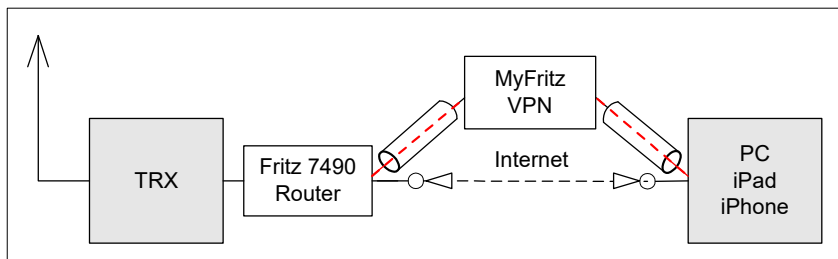 MyFritz
VPN
TRX
Fritz 7490
Router
Internet
PC
iPad
iPhone